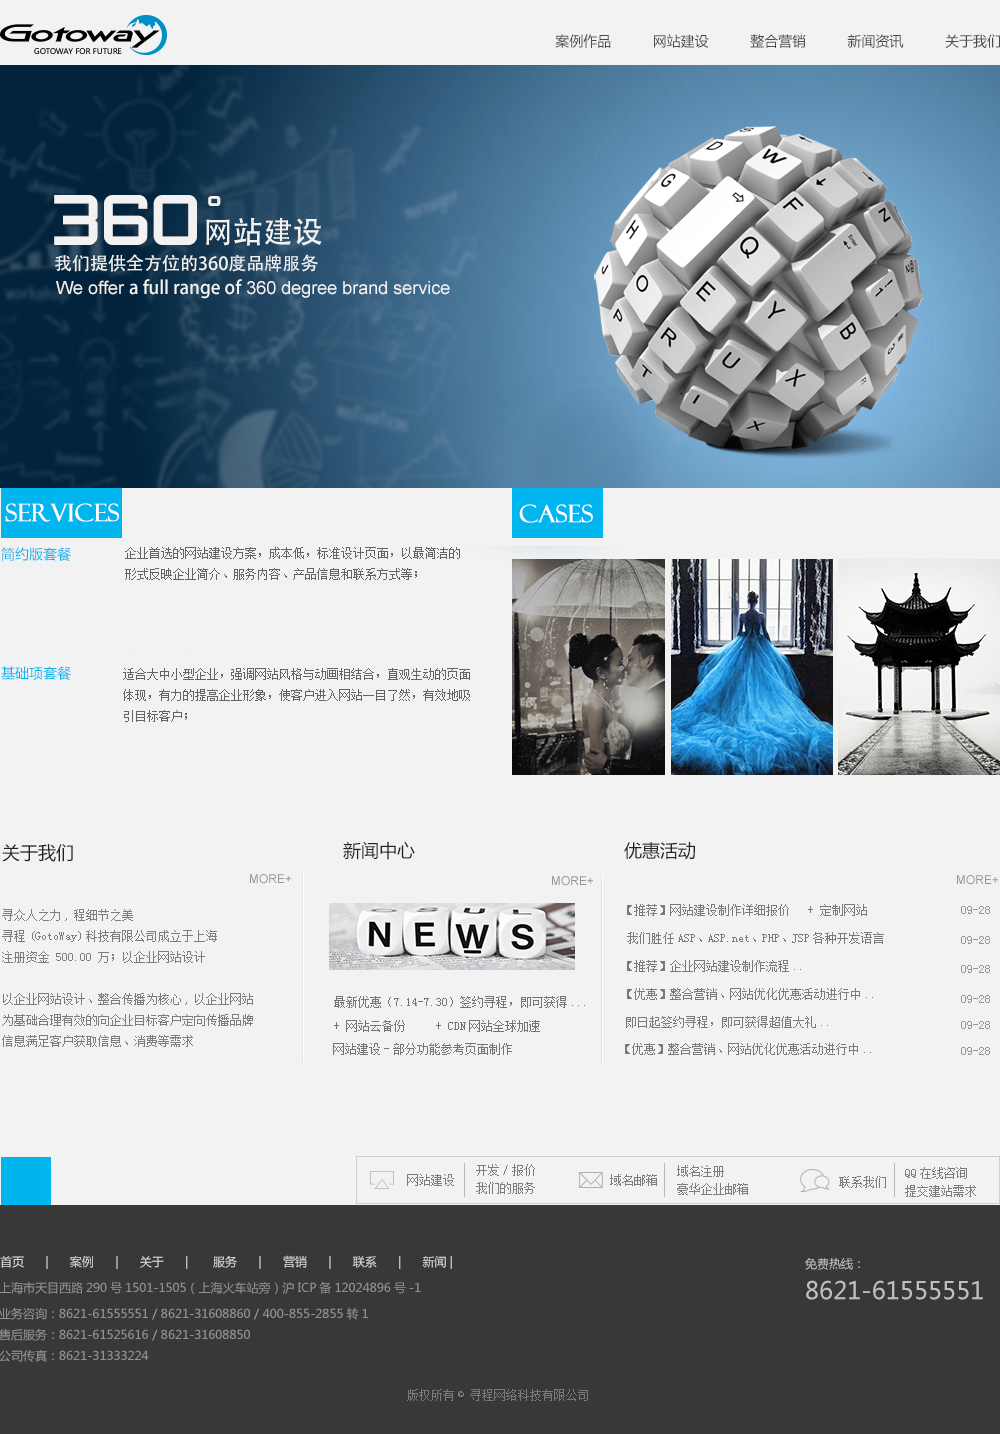 Gotoway
GOTOWAY FOR FUTURE
案例作品 网站建设 整合营销 新闻资讯 关于我们
360°网站建设
我们提供全方位的360度品牌服务
We offer a full range of 360 degree brand service
D W G F Z H Q N O E Y B P R U X T I X
SERVICES
简约版套餐
企业首选的网站建设方案，成本低，标准设计页面，以最简洁的
形式反映企业简介、服务内容、产品信息和联系方式等；
基础项套餐
适合大中小型企业，强调网站风格与动画相结合，直观生动的页面
体现，有力的提高企业形象，使客户进入网站一目了然，有效地吸
引目标客户；
CASES
关于我们
MORE+
寻众人之力，程细节之美
寻程（GotoWay）科技有限公司成立于上海
注册资金 500.00 万；以企业网站设计
以企业网站设计、整合传播为核心，以企业网站
为基础合理有效的向企业目标客户定向传播品牌
信息满足客户获取信息、消费等需求
新闻中心
MORE+
NEWS
最新优惠（7.14-7.30）签约寻程，即可获得...
+ 网站云备份 + CDN网站全球加速
网站建设－部分功能参考页面制作
优惠活动
MORE+
【推荐】网站建设制作详细报价 + 定制网站 09-28
我们胜任 ASP、ASP.net、PHP、JSP 各种开发语言 09-28
【推荐】企业网站建设制作流程.. 09-28
【优惠】整合营销、网站优化优惠活动进行中.. 09-28
即日起签约寻程，即可获得超值大礼.. 09-28
【优惠】整合营销、网站优化优惠活动进行中.. 09-28
网站建设
开发 / 报价
我们的服务
域名邮箱
域名注册
豪华企业邮箱
联系我们
QQ 在线咨询
提交建站需求
首页 | 案例 | 关于 | 服务 | 营销 | 联系 | 新闻 |
上海市天目西路 290 号 1501-1505（上海火车站旁）沪 ICP 备 12024896 号 -1
业务咨询：8621-61555551 / 8621-31608860 / 400-855-2855 转 1
售后服务：8621-61525616 / 8621-31608850
公司传真：8621-31333224
免费热线：
8621-61555551
版权所有© 寻程网络科技有限公司